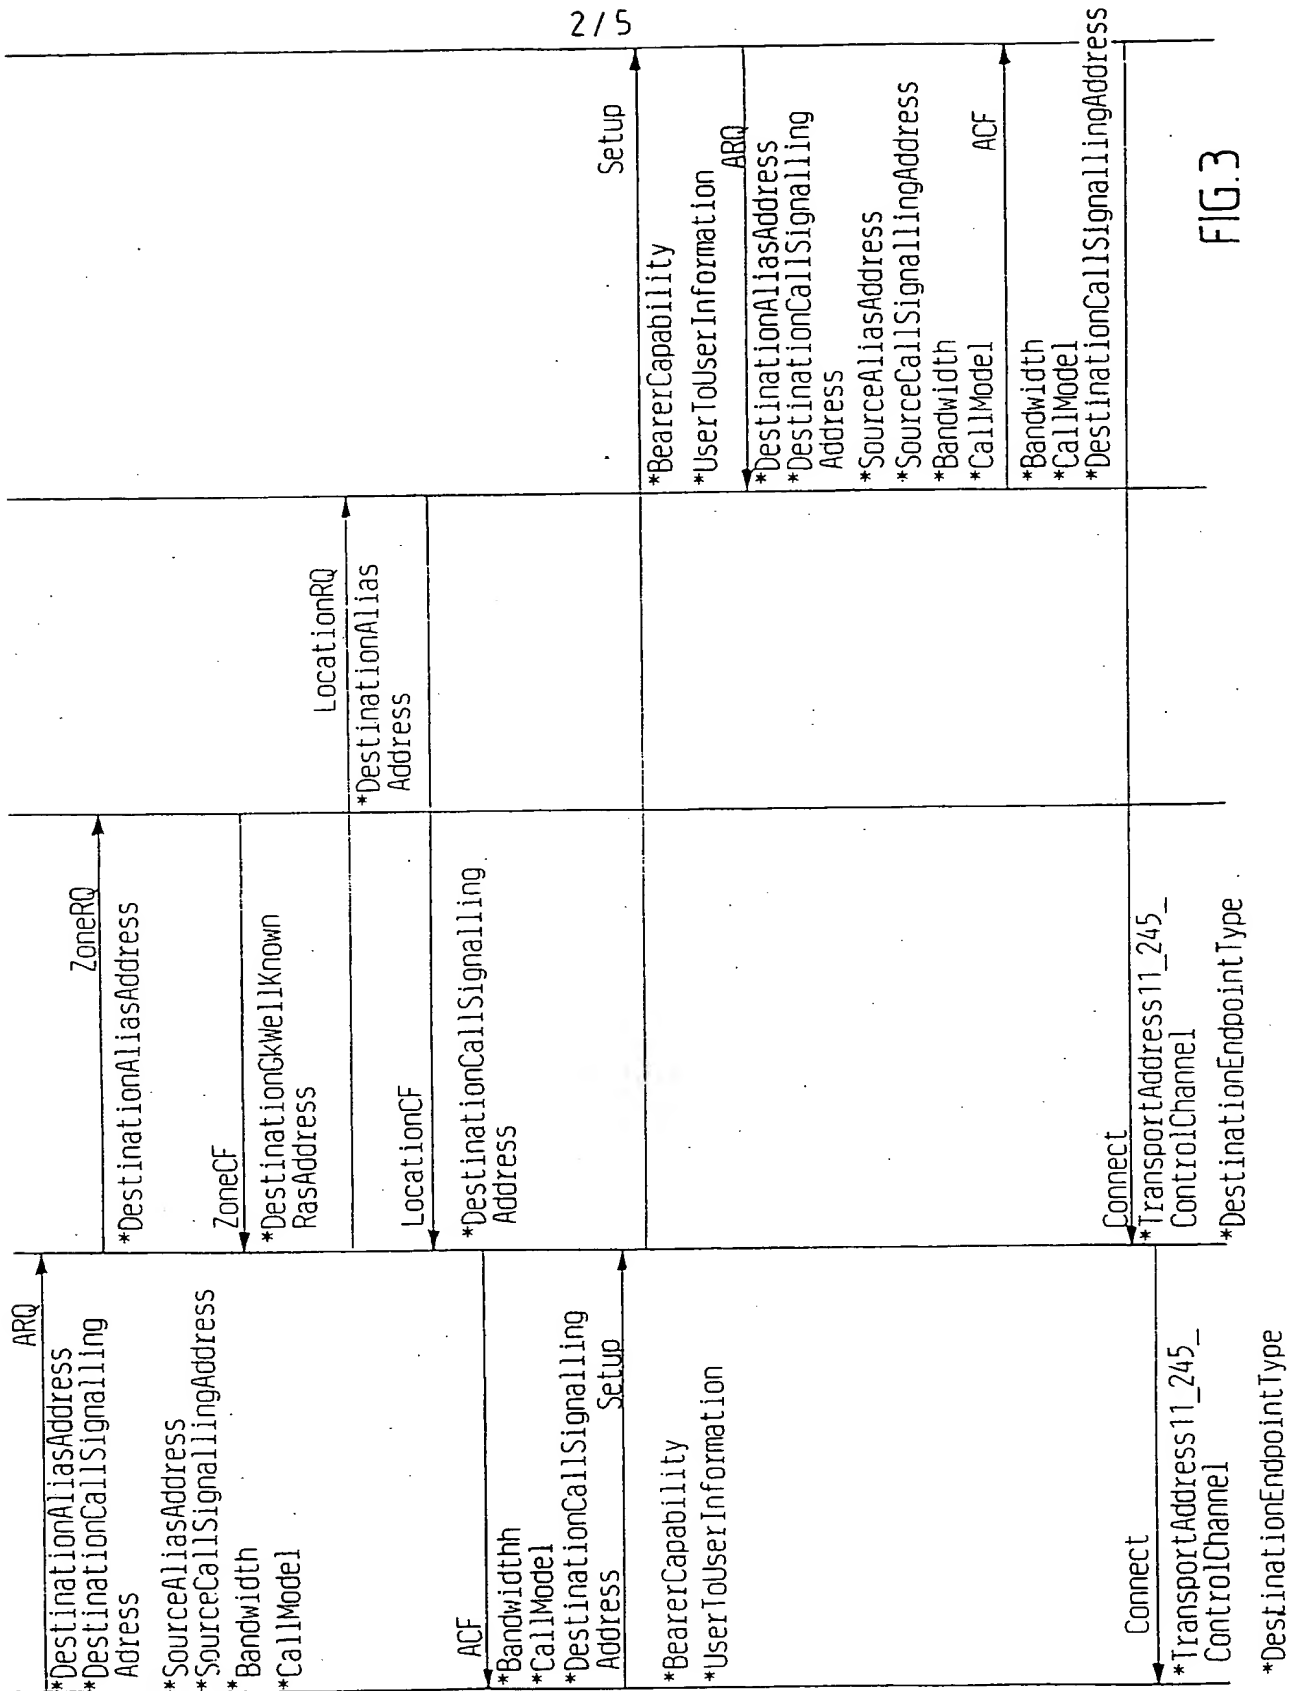 2 / 5
ARQ
*DestinationAliasAddress
*DestinationCallSignalling
Adress
*SourceAliasAddress
*SourceCallSignallingAddress
*Bandwidth
*CallModel
ZoneRQ
*DestinationAliasAddress
ZoneCF
*DestinationGkWellKnown
RasAddress
LocationRQ
*DestinationAlias
Address
LocationCF
*DestinationCallSignalling
Address
ACF
*Bandwidthh
*CallModel
*DestinationCallSignalling
Address
Setup
*BearerCapability
*UserToUserInformation
Setup
*BearerCapability
*UserToUserInformation
ARQ
*DestinationAliasAddress
*DestinationCallSignalling
Address
*SourceAliasAddress
*SourceCallSignallingAddress
*Bandwidth
*CallModel
ACF
*Bandwidth
*CallModel
*DestinationCallSignallingAddress
Connect
*TransportAddress11_245_
ControlChannel
*DestinationEndpointType
Connect
*TransportAddress11_245_
ControlChannel
*DestinationEndpointType
FIG.3